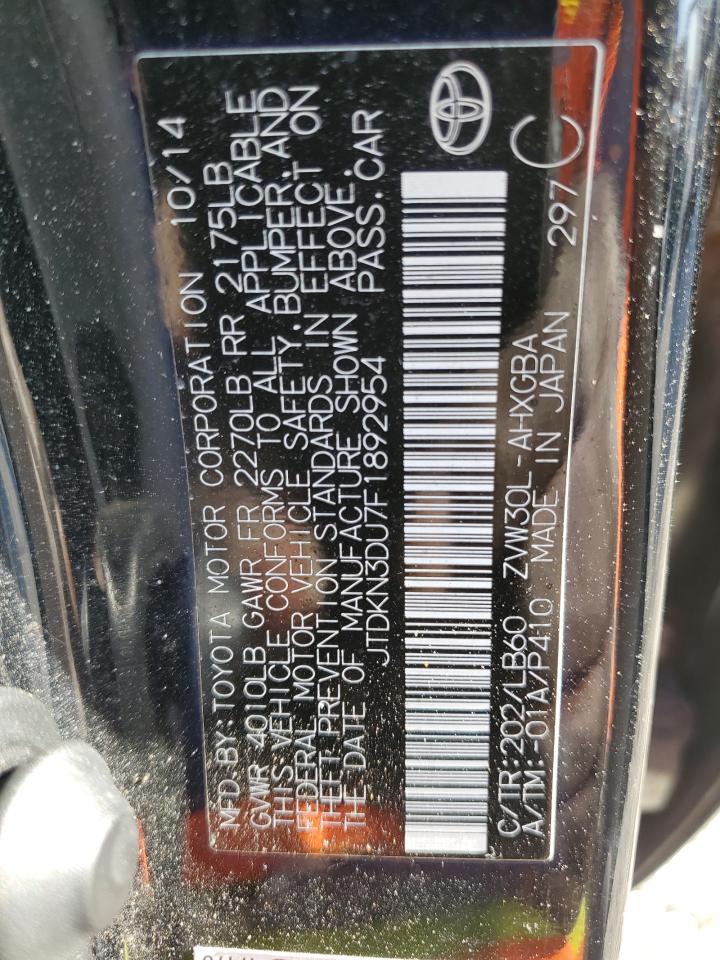 MFD.BY:TOYOTA MOTOR CORPORATION 10/14
GVWR 4010LB GAWR FR 2270LB RR 2175LB
THIS VEHICLE CONFORMS TO ALL APPLICABLE
FEDERAL MOTOR VEHICLE SAFETY,BUMPER,AND
THEFT PREVENTION STANDARDS IN EFFECT ON
THE DATE OF MANUFACTURE SHOWN ABOVE.
JTDKN3DU7F1892954 PASS.CAR
C/TR:202/LB60 ZVW30L-AHXGBA
A/TM:-01A/P410 MADE IN JAPAN 297 C